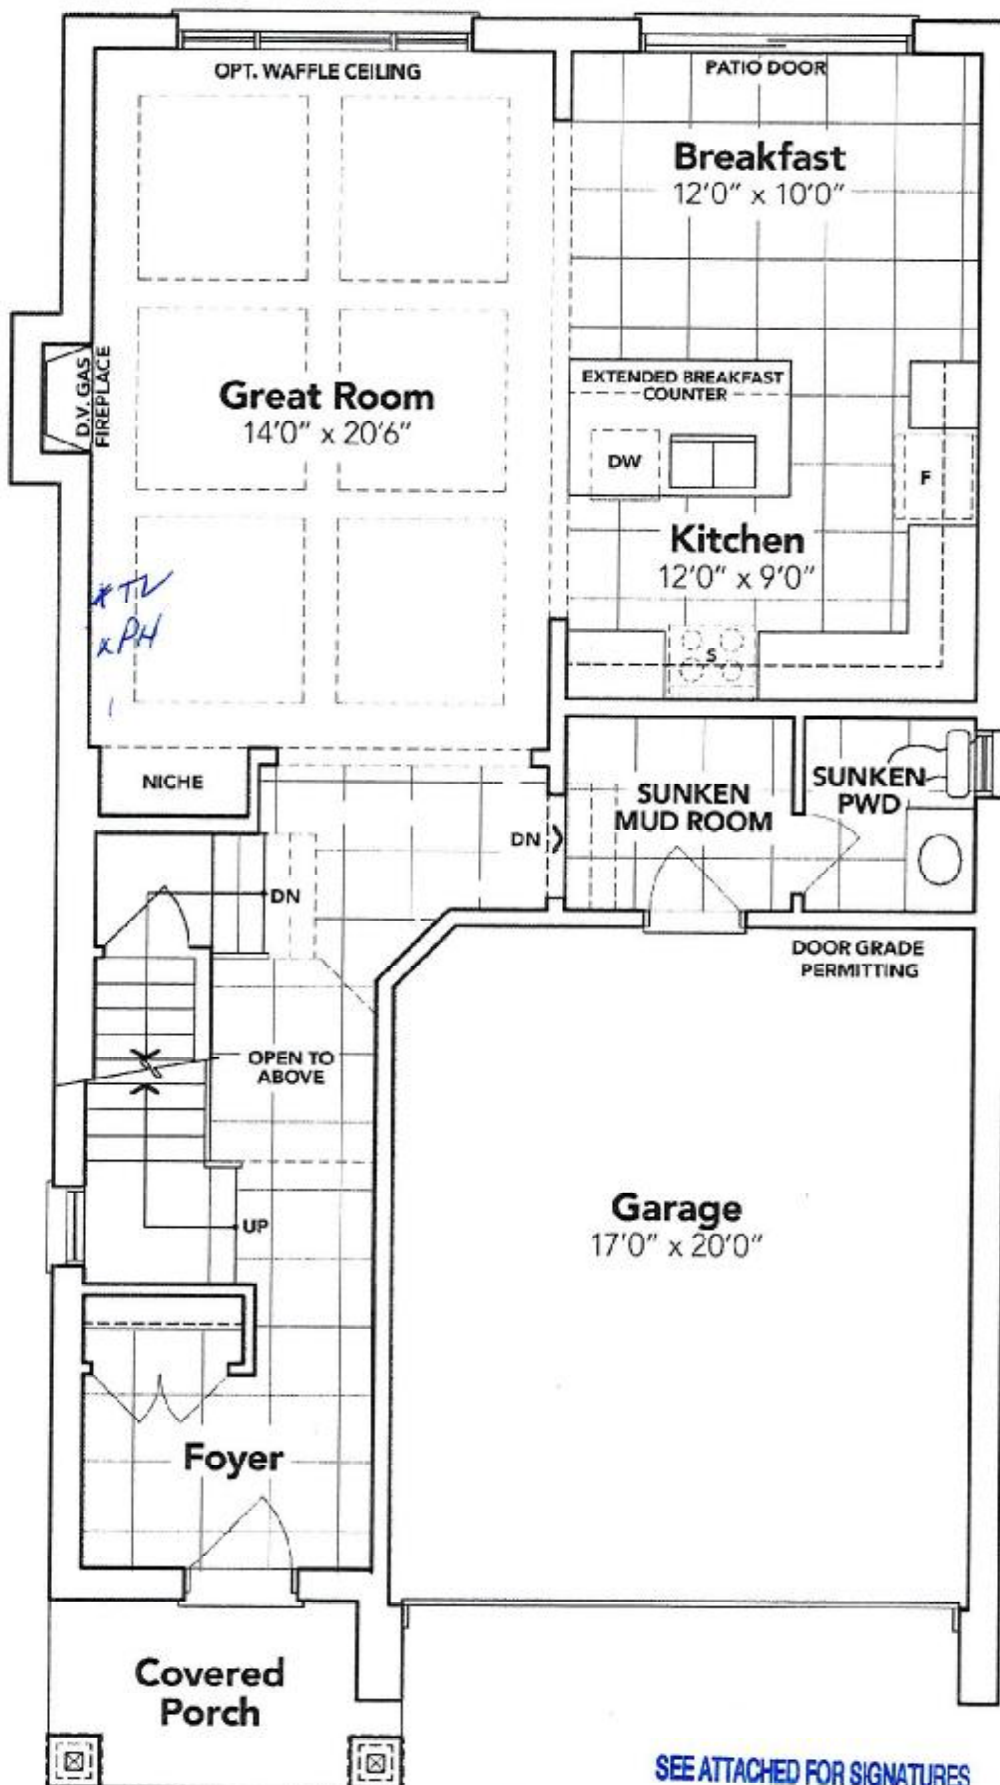 OPT. WAFFLE CEILING
PATIO DOOR
Breakfast
12'0" x 10'0"
D.V. GAS
FIREPLACE
Great Room
14'0" x 20'6"
EXTENDED BREAKFAST
COUNTER
DW
F
Kitchen
12'0" x 9'0"
S
x TV
x PH
NICHE
SUNKEN
MUD ROOM
SUNKEN
PWD
DN
DN
DOOR GRADE
PERMITTING
OPEN TO
ABOVE
UP
Garage
17'0" x 20'0"
Foyer
Covered
Porch
SEE ATTACHED FOR SIGNATURES